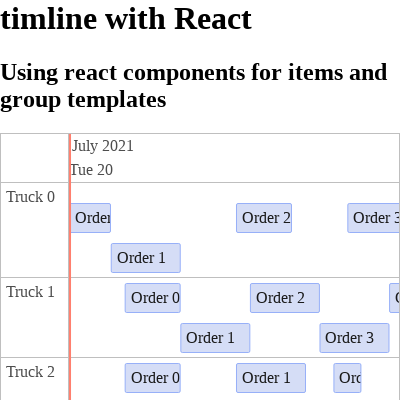 timline with React
Using react components for items and
group templates
July 2021
Tue 20
Truck 0
Order
Order 2
Order 3
Order 1
Truck 1
Order 0
Order 2
Order 1
Order 3
Truck 2
Order 0
Order 1